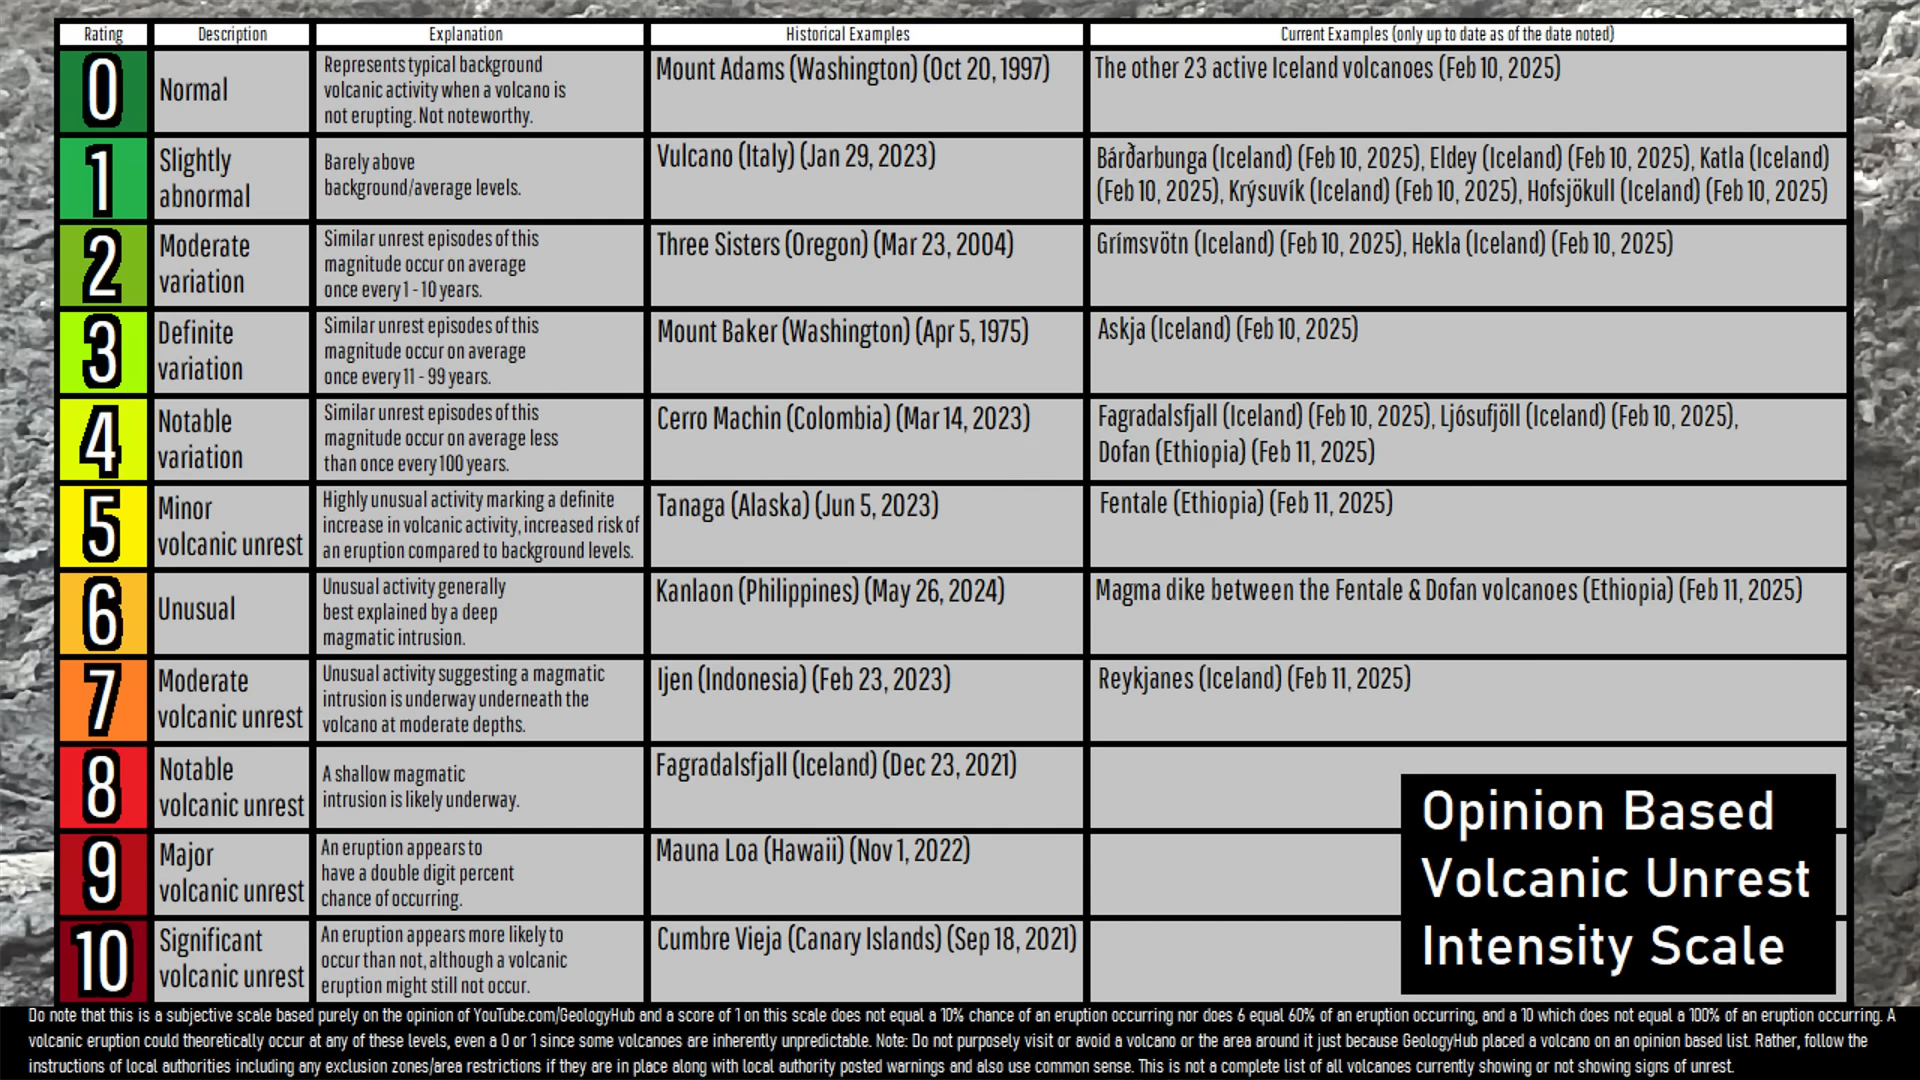 Rating Description Explanation Historical Examples Current Examples (only up to date as of the date noted)
0
Normal
Represents typical background
volcanic activity when a volcano is
not erupting. Not noteworthy.
Mount Adams (Washington) (Oct 20, 1997)
The other 23 active Iceland volcanoes (Feb 10, 2025)
1
Slightly
abnormal
Barely above
background/average levels.
Vulcano (Italy) (Jan 29, 2023)
Bárðarbunga (Iceland) (Feb 10, 2025), Eldey (Iceland) (Feb 10, 2025), Katla (Iceland)
(Feb 10, 2025), Krýsuvík (Iceland) (Feb 10, 2025), Hofsjökull (Iceland) (Feb 10, 2025)
2
Moderate
variation
Similar unrest episodes of this
magnitude occur on average
once every 1 - 10 years.
Three Sisters (Oregon) (Mar 23, 2004)
Grímsvötn (Iceland) (Feb 10, 2025), Hekla (Iceland) (Feb 10, 2025)
3
Definite
variation
Similar unrest episodes of this
magnitude occur on average
once every 11 - 99 years.
Mount Baker (Washington) (Apr 5, 1975)
Askja (Iceland) (Feb 10, 2025)
4
Notable
variation
Similar unrest episodes of this
magnitude occur on average less
than once every 100 years.
Cerro Machin (Colombia) (Mar 14, 2023)
Fagradalsfjall (Iceland) (Feb 10, 2025), Ljósufjöll (Iceland) (Feb 10, 2025),
Dofan (Ethiopia) (Feb 11, 2025)
5
Minor
volcanic unrest
Highly unusual activity marking a definite
increase in volcanic activity, increased risk of
an eruption compared to background levels.
Tanaga (Alaska) (Jun 5, 2023)
Fentale (Ethiopia) (Feb 11, 2025)
6
Unusual
Unusual activity generally
best explained by a deep
magmatic intrusion.
Kanlaon (Philippines) (May 26, 2024)
Magma dike between the Fentale & Dofan volcanoes (Ethiopia) (Feb 11, 2025)
7
Moderate
volcanic unrest
Unusual activity suggesting a magmatic
intrusion is underway underneath the
volcano at moderate depths.
Ijen (Indonesia) (Feb 23, 2023)
Reykjanes (Iceland) (Feb 11, 2025)
8
Notable
volcanic unrest
A shallow magmatic
intrusion is likely underway.
Fagradalsfjall (Iceland) (Dec 23, 2021)
9
Major
volcanic unrest
An eruption appears to
have a double digit percent
chance of occurring.
Mauna Loa (Hawaii) (Nov 1, 2022)
10
Significant
volcanic unrest
An eruption appears more likely to
occur than not, although a volcanic
eruption might still not occur.
Cumbre Vieja (Canary Islands) (Sep 18, 2021)
Opinion Based
Volcanic Unrest
Intensity Scale
Do note that this is a subjective scale based purely on the opinion of YouTube.com/GeologyHub and a score of 1 on this scale does not equal a 10% chance of an eruption occurring nor does 6 equal 60% of an eruption occurring, and a 10 which does not equal a 100% of an eruption occurring. A
volcanic eruption could theoretically occur at any of these levels, even a 0 or 1 since some volcanoes are inherently unpredictable. Note: Do not purposely visit or avoid a volcano or the area around it just because GeologyHub placed a volcano on an opinion based list. Rather, follow the
instructions of local authorities including any exclusion zones/area restrictions if they are in place along with local authority posted warnings and also use common sense. This is not a complete list of all volcanoes currently showing or not showing signs of unrest.